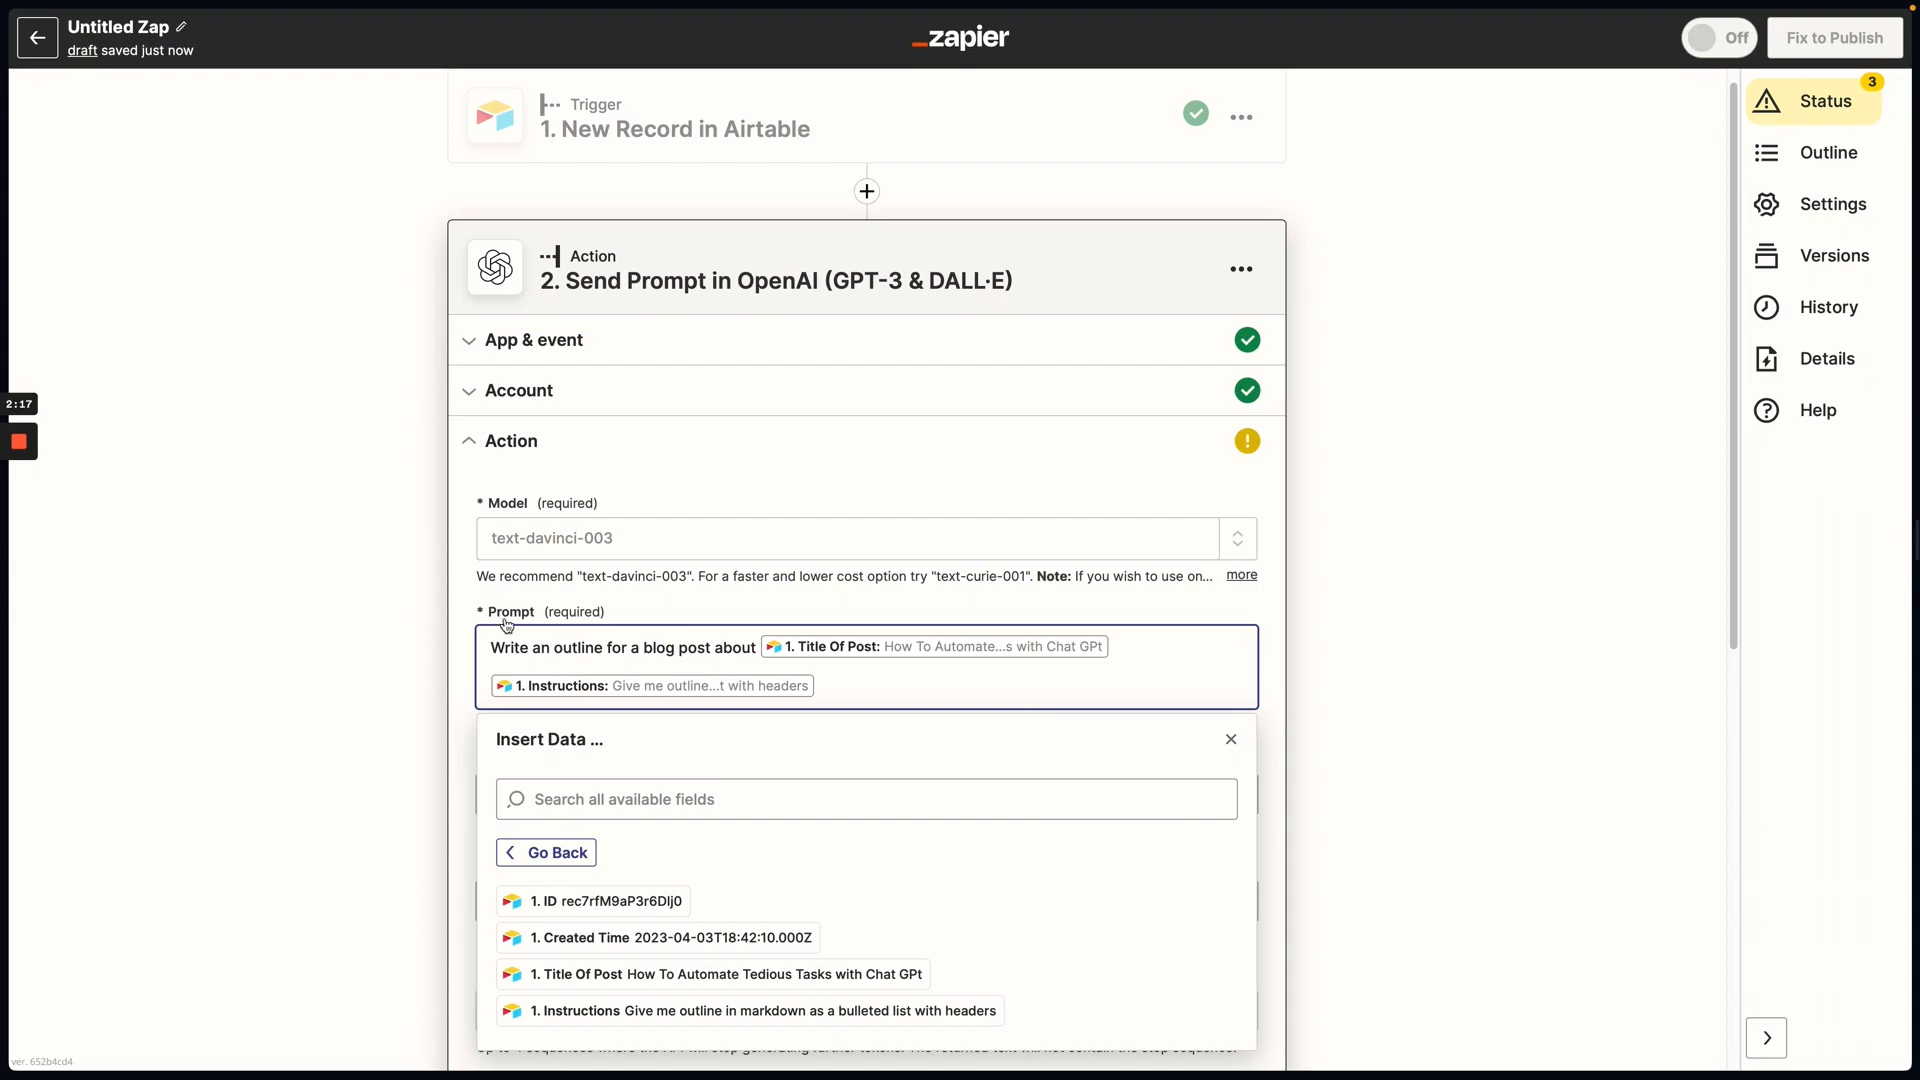 Untitled Zap
draft saved just now
zapier
Off
Fix to Publish
Trigger
1. New Record in Airtable
3
Status
Outline
Settings
Versions
History
Details
Help
Action
2. Send Prompt in OpenAI (GPT-3 & DALL·E)
App & event
Account
2:17
Action
* Model (required)
text-davinci-003
We recommend "text-davinci-003". For a faster and lower cost option try "text-curie-001". Note: If you wish to use on... more
* Prompt (required)
Write an outline for a blog post about 1. Title Of Post: How To Automate...s with Chat GPt
1. Instructions: Give me outline...t with headers
Insert Data ...
Search all available fields
Go Back
1. ID rec7rfM9aP3r6Dlj0
1. Created Time 2023-04-03T18:42:10.000Z
1. Title Of Post How To Automate Tedious Tasks with Chat GPt
1. Instructions Give me outline in markdown as a bulleted list with headers
ver. 652b4cd4